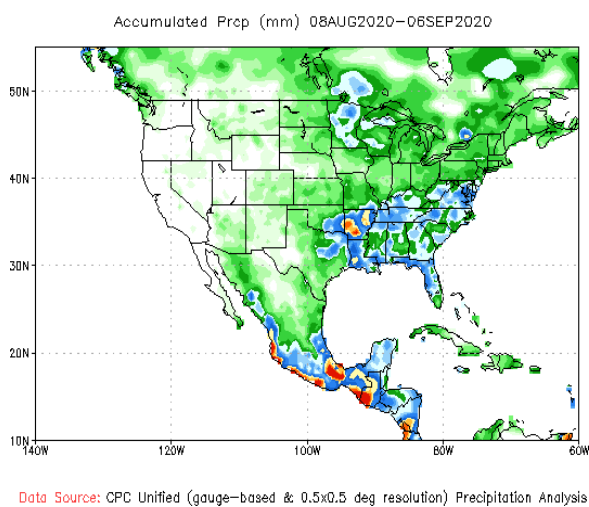 Accumulated Prcp (mm) 08AUG2020-06SEP2020
50N
40N
30N
20N
10N
140W 120W 100W 80W 60W
Data Source: CPC Unified (gauge-based & 0.5x0.5 deg resolution) Precipitation Analysis